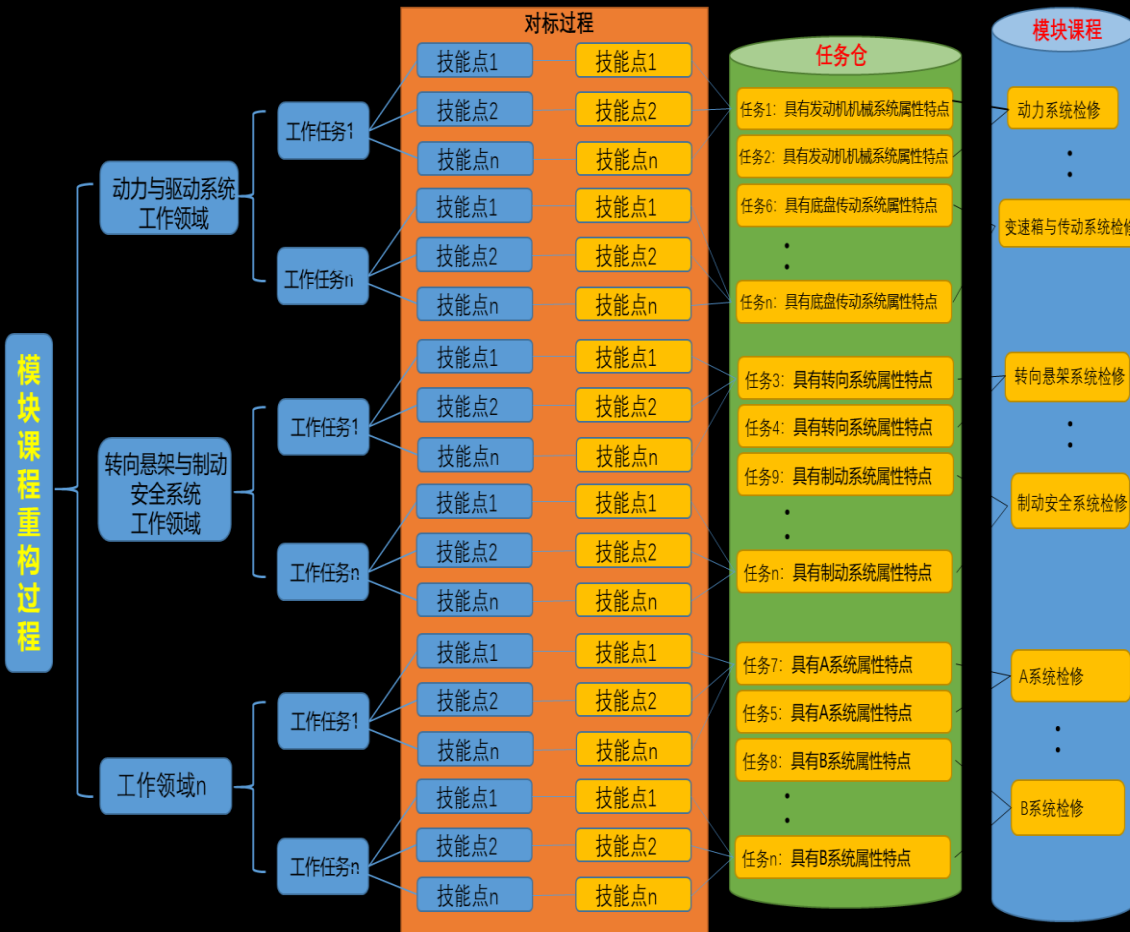 模块课程重构过程
动力与驱动系统
工作领域
转向悬架与制动
安全系统
工作领域
工作领域n
工作任务1
工作任务n
工作任务1
工作任务n
工作任务1
工作任务n
对标过程
技能点1 技能点1
技能点2 技能点2
技能点n 技能点n
技能点1 技能点1
技能点2 技能点2
技能点n 技能点n
技能点1 技能点1
技能点2 技能点2
技能点n 技能点n
技能点1 技能点1
技能点2 技能点2
技能点n 技能点n
技能点1 技能点1
技能点2 技能点2
技能点n 技能点n
技能点1 技能点1
技能点2 技能点2
技能点n 技能点n
任务仓
任务1：具有发动机机械系统属性特点
任务2：具有发动机机械系统属性特点
任务6：具有底盘传动系统属性特点
任务n：具有底盘传动系统属性特点
任务3：具有转向系统属性特点
任务4：具有转向系统属性特点
任务9：具有制动系统属性特点
任务n：具有制动系统属性特点
任务7：具有A系统属性特点
任务5：具有A系统属性特点
任务8：具有B系统属性特点
任务n：具有B系统属性特点
模块课程
动力系统检修
变速箱与传动系统检修
转向悬架系统检修
制动安全系统检修
A系统检修
B系统检修